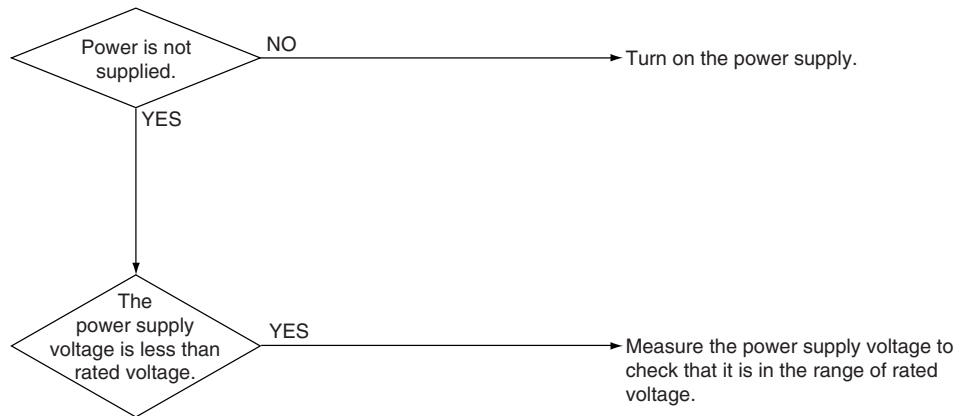 Power is not
supplied.
NO
Turn on the power supply.
YES
The
power supply
voltage is less than
rated voltage.
YES
Measure the power supply voltage to
check that it is in the range of rated
voltage.